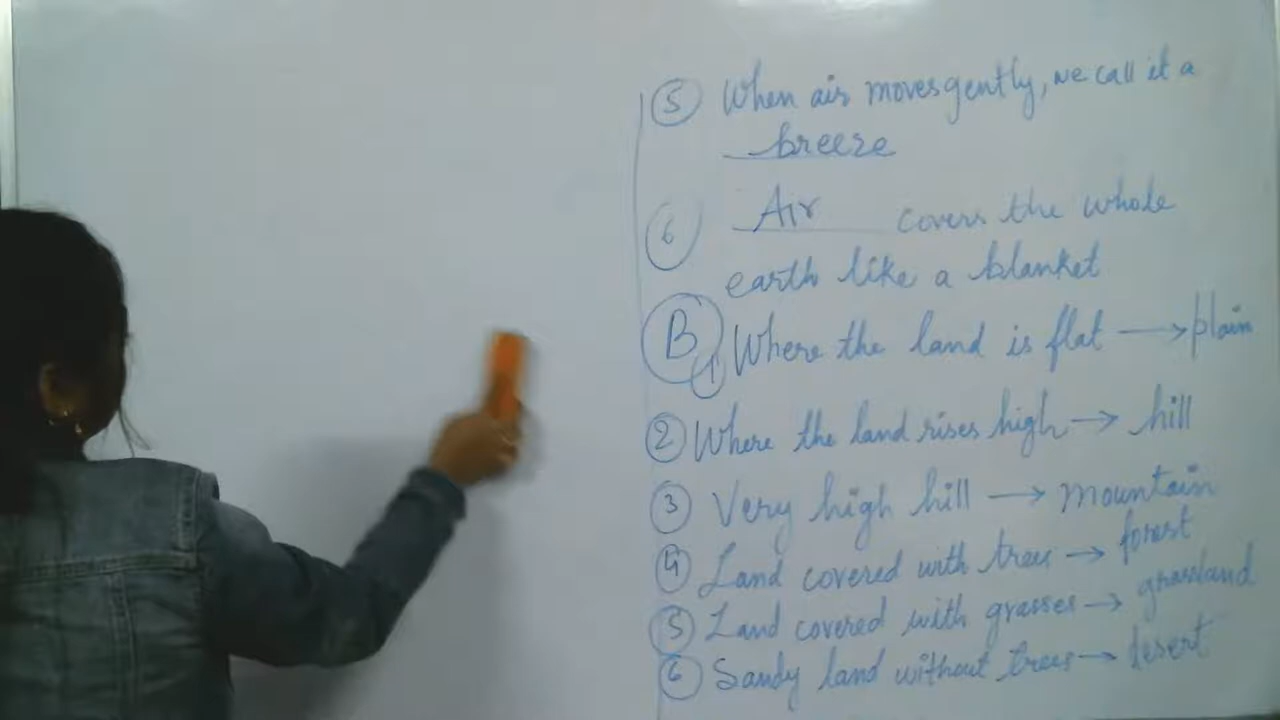 5 When air moves gently, we call it a
breeze
6 Air covers the whole
earth like a blanket
B 1 Where the land is flat → plain
2 Where the land rises high → hill
3 Very high hill → mountain
4 Land covered with trees → forest
5 Land covered with grasses → grassland
6 Sandy land without trees → desert